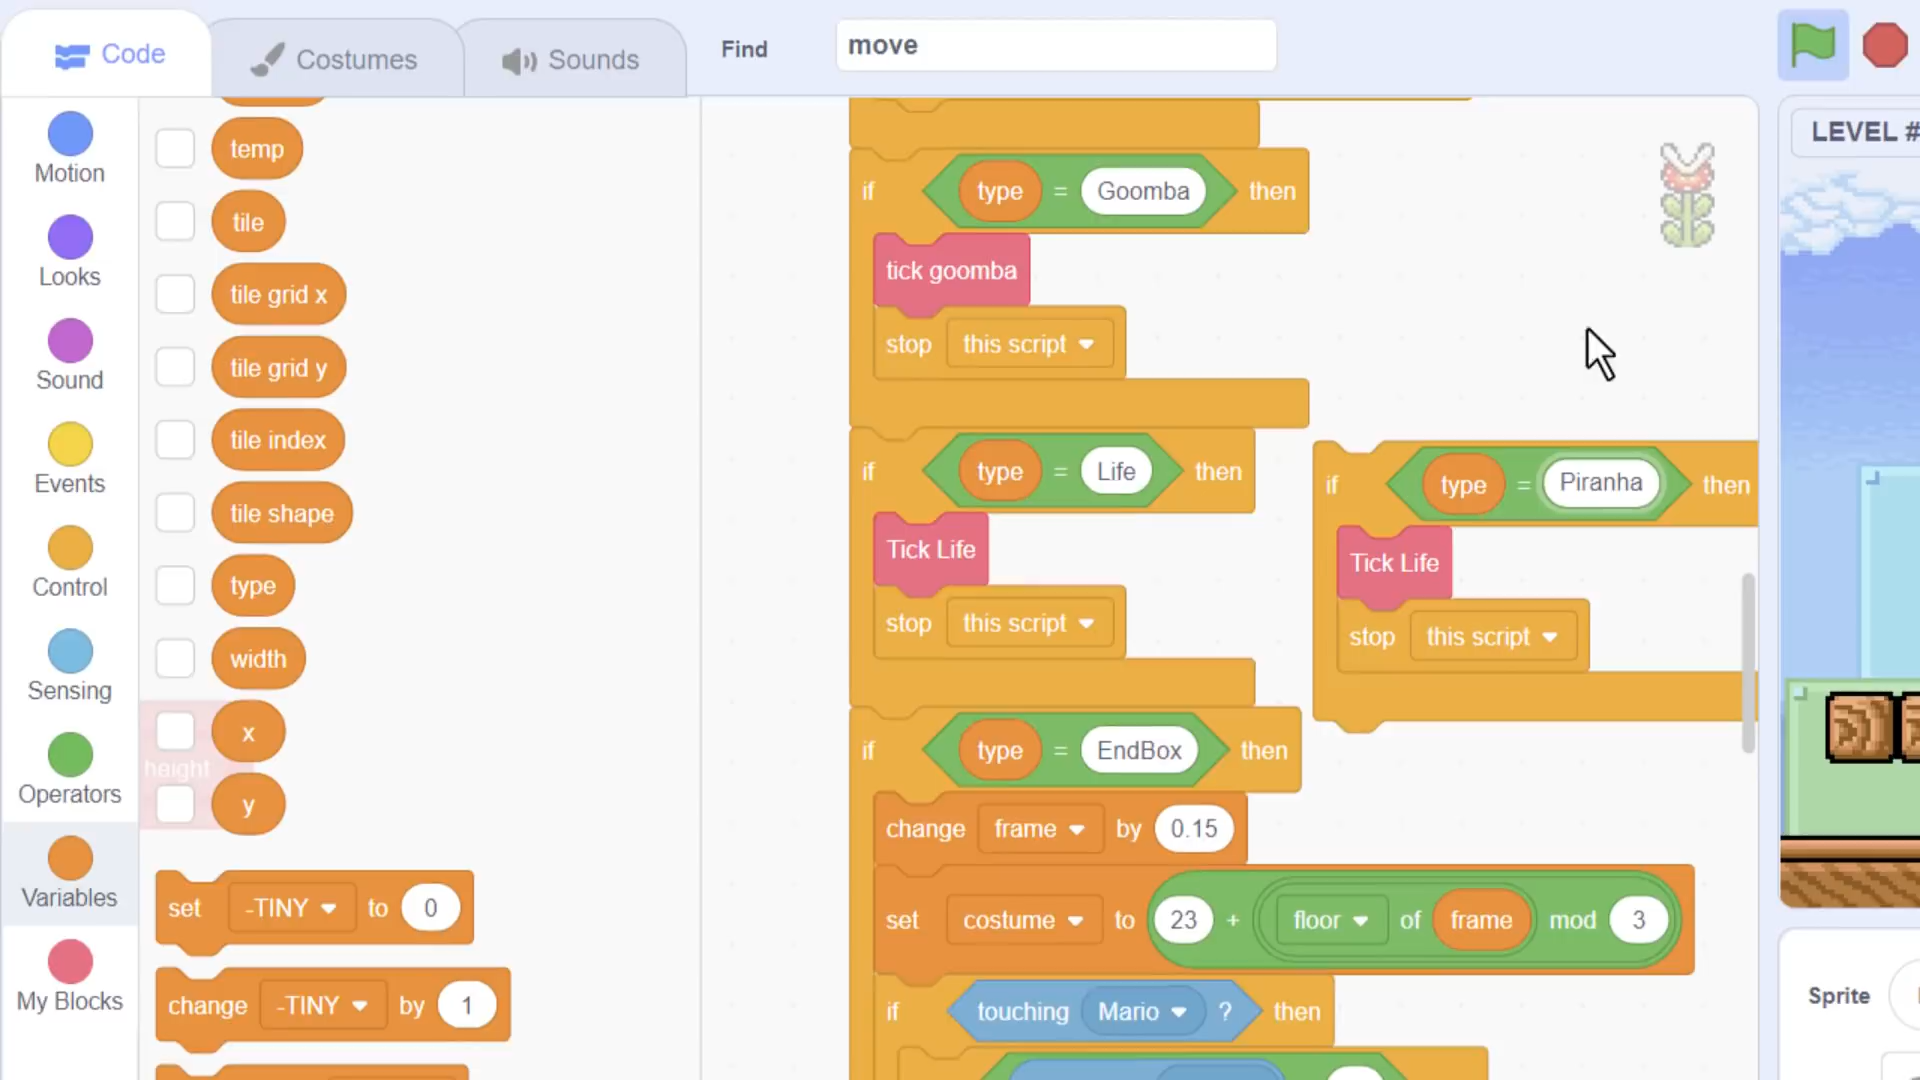 Code
Costumes
Sounds
Find
move
Motion
Looks
Sound
Events
Control
Sensing
Operators
Variables
My Blocks
temp
tile
tile grid x
tile grid y
tile index
tile shape
type
width
x
height
y
set -TINY to 0
change -TINY by 1
if type = Goomba then
tick goomba
stop this script
if type = Life then
Tick Life
stop this script
if type = EndBox then
change frame by 0.15
set costume to 23 + floor of frame mod 3
if touching Mario ? then
if type = Piranha then
Tick Life
stop this script
LEVEL #
Sprite